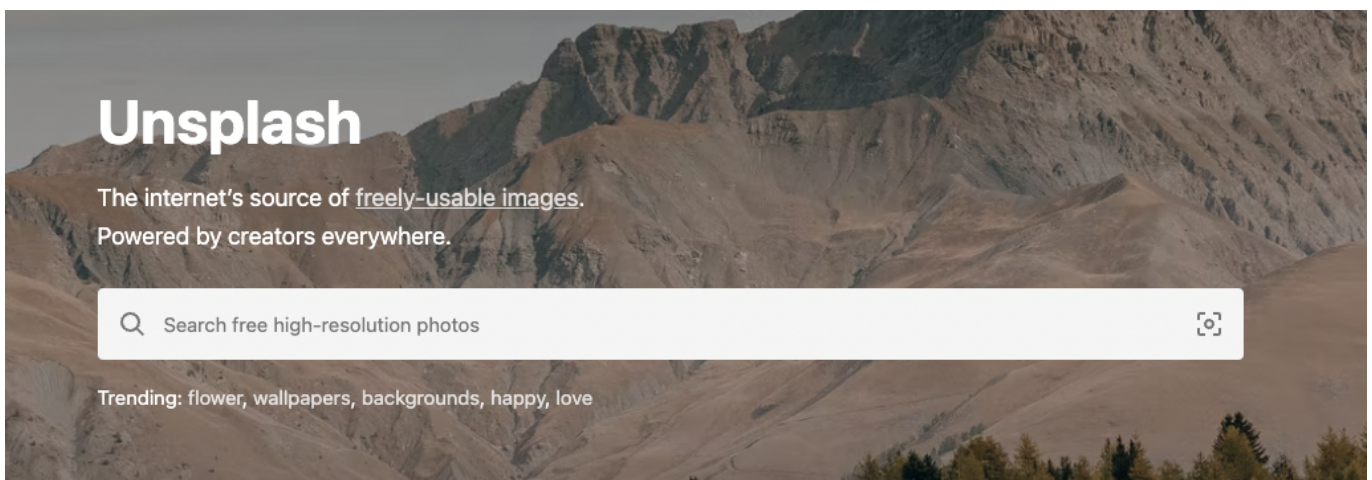 Unsplash
The internet’s source of freely-usable images.
Powered by creators everywhere.
Search free high-resolution photos
Trending: flower, wallpapers, backgrounds, happy, love